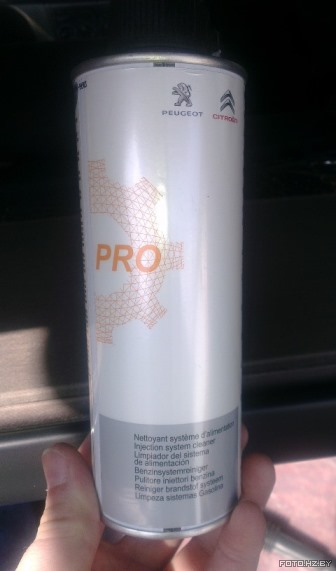 PEUGEOT
CITROËN
PRO
Nettoyant système d'alimentation
Injection system cleaner
Limpiador del sistema
de alimentación
Benzinsystemreiniger
Pulitore iniettori benzina
Reiniger brandstof systeem
Limpeza sistemas Gasolina
FOTO.HZ.BY